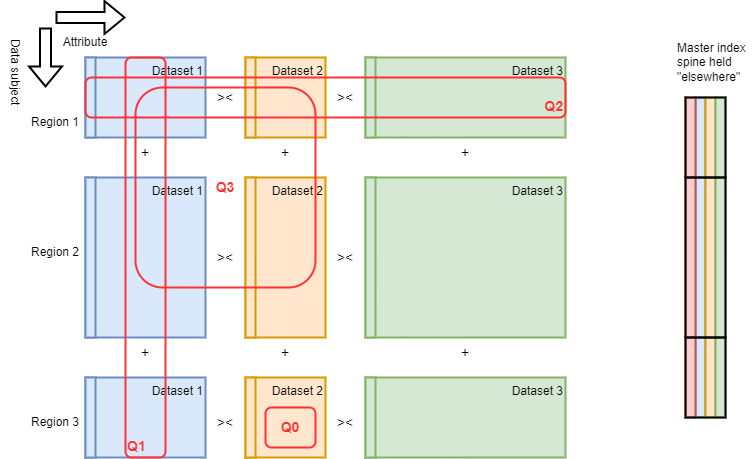 Attribute
Data subject
Master index
spine held
"elsewhere"
Dataset 1
Dataset 2
Dataset 3
><
><
Q2
Region 1
+
+
+
Dataset 1
Q3
Dataset 2
Dataset 3
Region 2
><
><
+
+
+
Dataset 1
Dataset 2
Dataset 3
Region 3
><
Q0
><
Q1